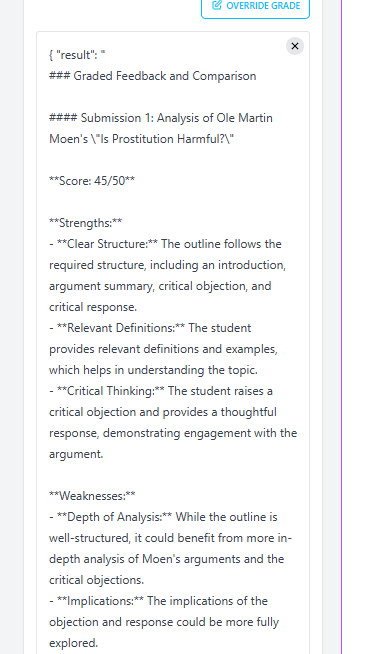 OVERRIDE GRADE
{ "result": "
### Graded Feedback and Comparison
#### Submission 1: Analysis of Ole Martin
Moen's \"Is Prostitution Harmful?\"
**Score: 45/50**
**Strengths:**
- **Clear Structure:** The outline follows the
required structure, including an introduction,
argument summary, critical objection, and
critical response.
- **Relevant Definitions:** The student
provides relevant definitions and examples,
which helps in understanding the topic.
- **Critical Thinking:** The student raises a
critical objection and provides a thoughtful
response, demonstrating engagement with the
argument.
**Weaknesses:**
- **Depth of Analysis:** While the outline is
well-structured, it could benefit from more in-
depth analysis of Moen's arguments and the
critical objections.
- **Implications:** The implications of the
objection and response could be more fully
explored.